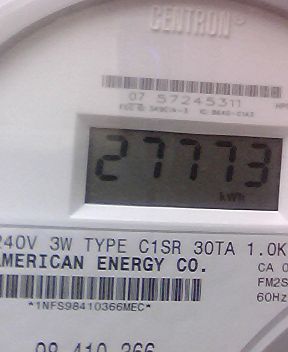 CENTRON®
07 57245311
27773
kWh
240V 3W TYPE C1SR 30TA 1.0K
AMERICAN ENERGY CO. CA 0
FM2S
60Hz
*1NFS98410366MEC*
98 410 366